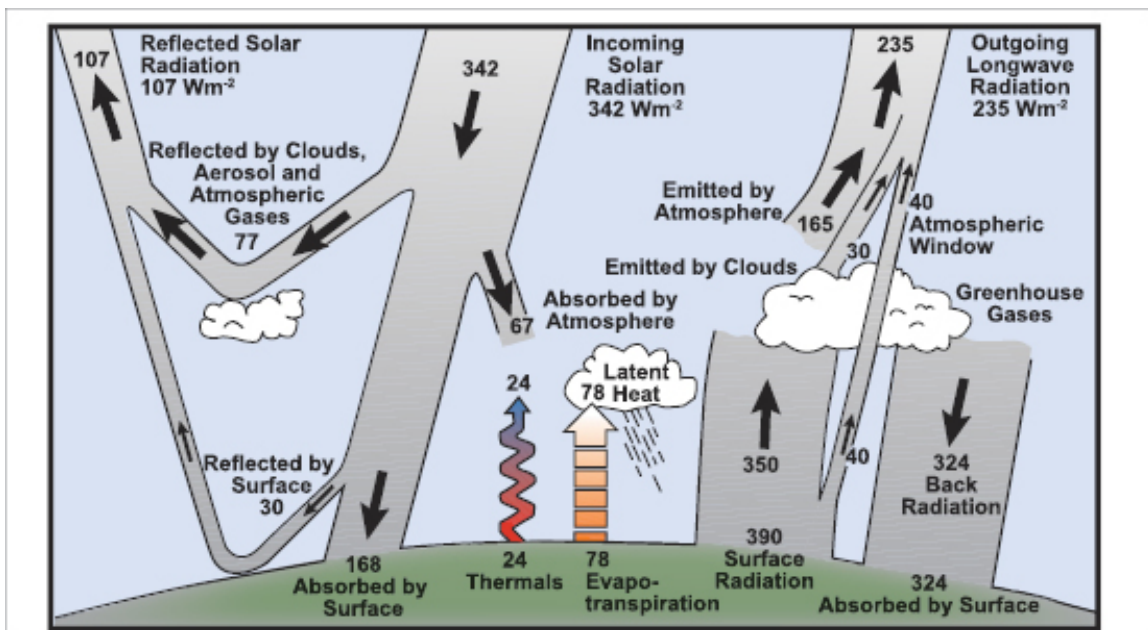 107
Reflected Solar
Radiation
107 Wm-2
342
Incoming
Solar
Radiation
342 Wm-2
235
Outgoing
Longwave
Radiation
235 Wm-2
Reflected by Clouds,
Aerosol and
Atmospheric
Gases
77
Emitted by
Atmosphere
165
40
Atmospheric
Window
30
Emitted by Clouds
Greenhouse
Gases
67
Absorbed by
Atmosphere
24
78
Latent
Heat
Reflected by
Surface
30
350
40
324
Back
Radiation
168
Absorbed by
Surface
24
Thermals
78
Evapo-
transpiration
390
Surface
Radiation
324
Absorbed by Surface